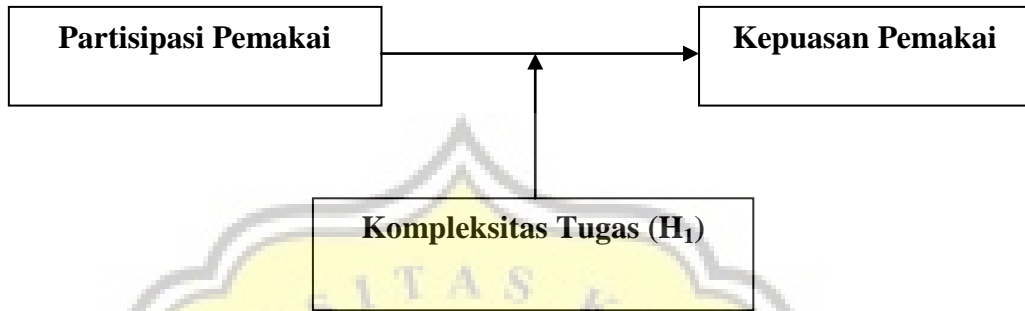 Partisipasi Pemakai
Kepuasan Pemakai
Kompleksitas Tugas (H₁)
I T A S K